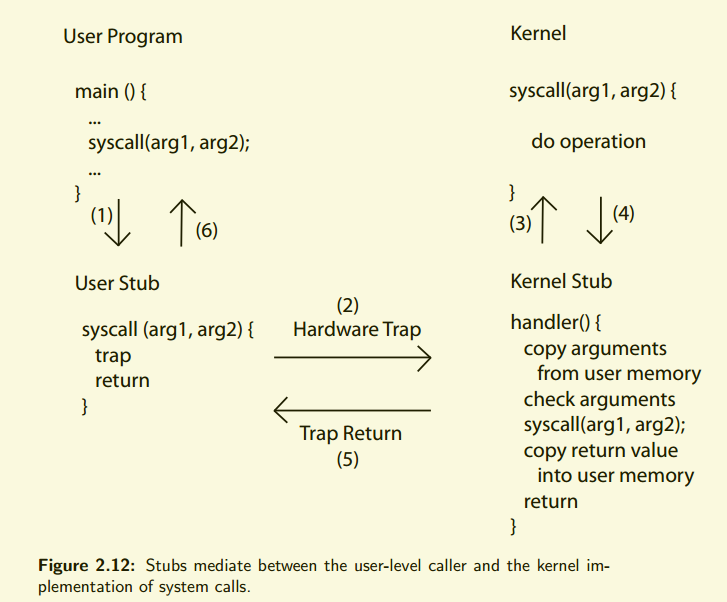 User Program
main () {
...
syscall(arg1, arg2);
...
}
(1)
(6)
User Stub
syscall (arg1, arg2) {
trap
return
}
(2)
Hardware Trap
Trap Return
(5)
Kernel
syscall(arg1, arg2) {
do operation
}
(3)
(4)
Kernel Stub
handler() {
copy arguments
from user memory
check arguments
syscall(arg1, arg2);
copy return value
into user memory
return
}
Figure 2.12: Stubs mediate between the user-level caller and the kernel im-
plementation of system calls.